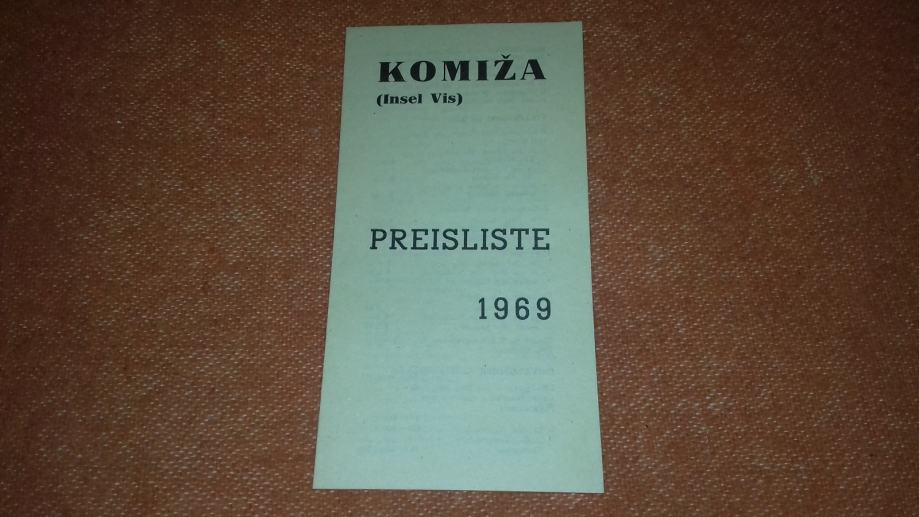 KOMIŽA
(Insel Vis)
PREISLISTE
1969